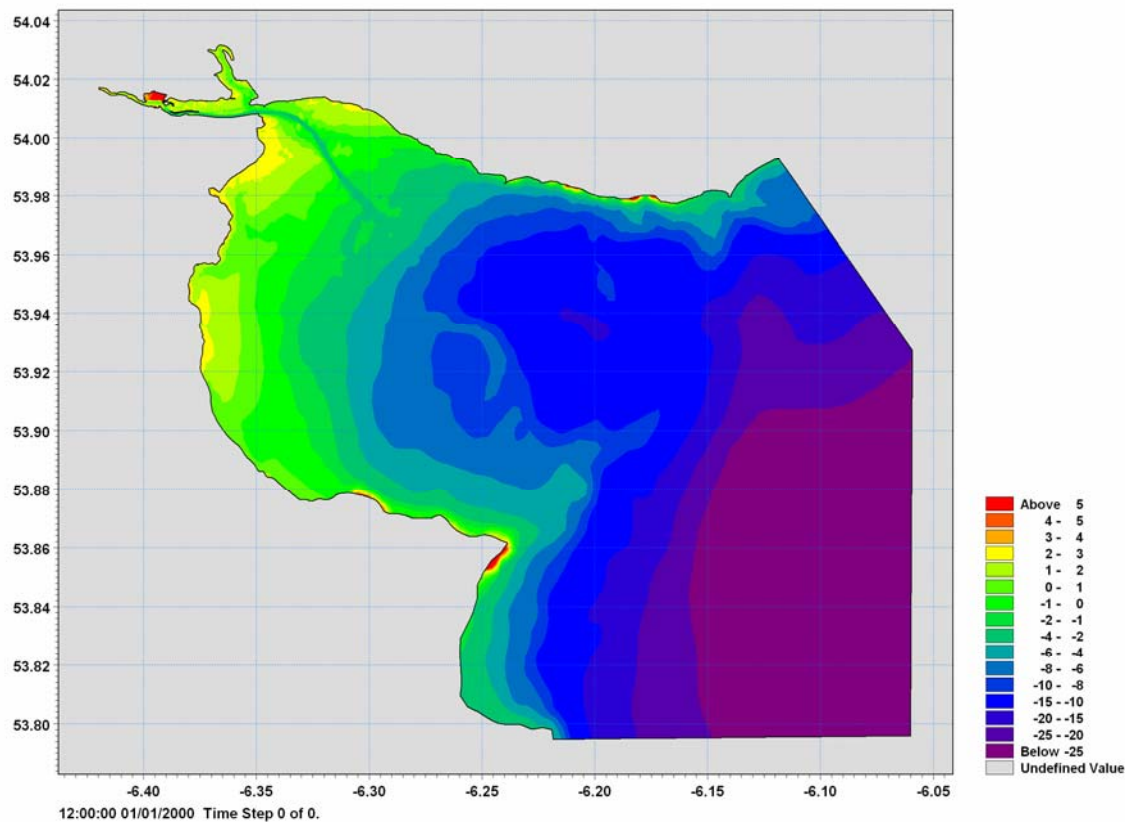 54.04
54.02
54.00
53.98
53.96
53.94
53.92
53.90
53.88
53.86
53.84
53.82
53.80
-6.40
-6.35
-6.30
-6.25
-6.20
-6.15
-6.10
-6.05
12:00:00 01/01/2000 Time Step 0 of 0.
Above 5
4 - 5
3 - 4
2 - 3
1 - 2
0 - 1
-1 - 0
-2 - -1
-4 - -2
-6 - -4
-8 - -6
-10 - -8
-15 - -10
-20 - -15
-25 - -20
Below -25
Undefined Value